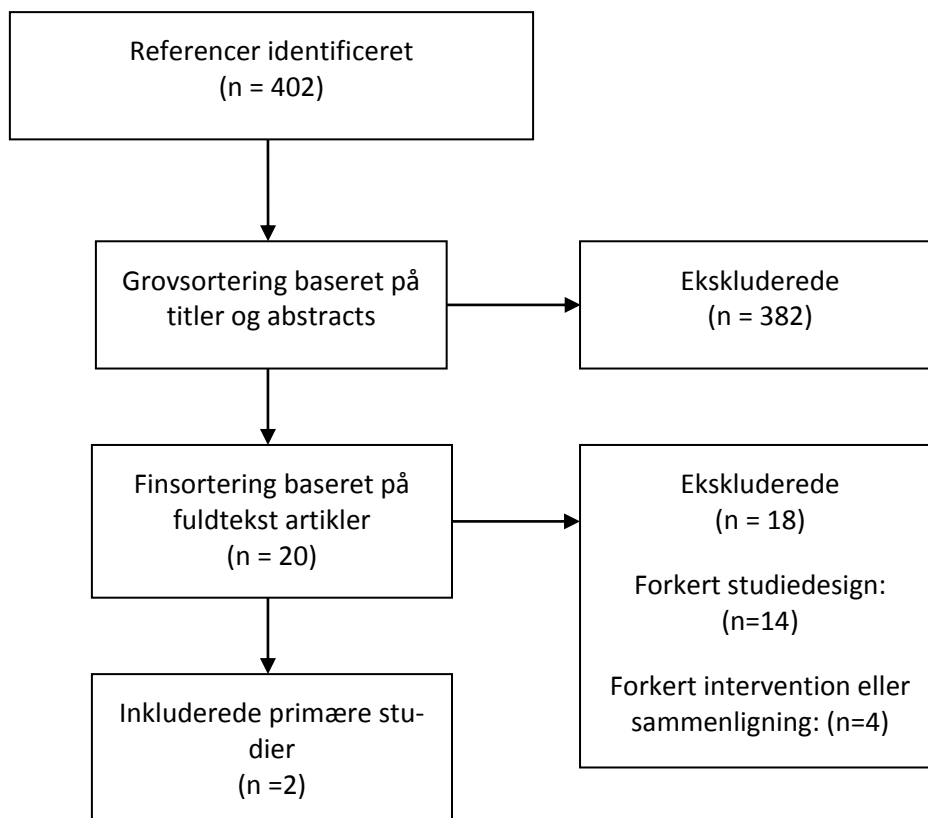 Referencer identificeret
(n = 402)
Grovsortering baseret på
titler og abstracts
Ekskluderede
(n = 382)
Finsortering baseret på
fuldtekst artikler
(n = 20)
Ekskluderede
(n = 18)
Forkert studiedesign:
(n=14)
Forkert intervention eller
sammenligning: (n=4)
Inkluderede primære stu-
dier
(n =2)